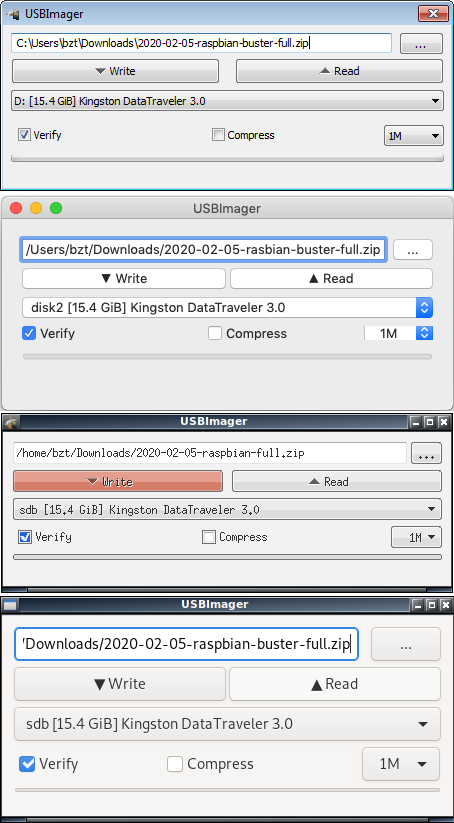 USBImager
C:\Users\bzt\Downloads\2020-02-05-raspbian-buster-full.zip ...
Write Read
D: [15.4 GiB] Kingston DataTraveler 3.0
Verify Compress 1M
USBImager
/Users/bzt/Downloads/2020-02-05-rasbian-buster-full.zip ...
▼ Write ▲ Read
disk2 [15.4 GiB] Kingston DataTraveler 3.0
Verify Compress 1M
USBImager
/home/bzt/Downloads/2020-02-05-raspbian-full.zip ...
Write Read
sdb [15.4 GiB] Kingston DataTraveler 3.0
Verify Compress 1M
USBImager
'Downloads/2020-02-05-raspbian-buster-full.zip ...
▼ Write ▲ Read
sdb [15.4 GiB] Kingston DataTraveler 3.0
Verify Compress 1M